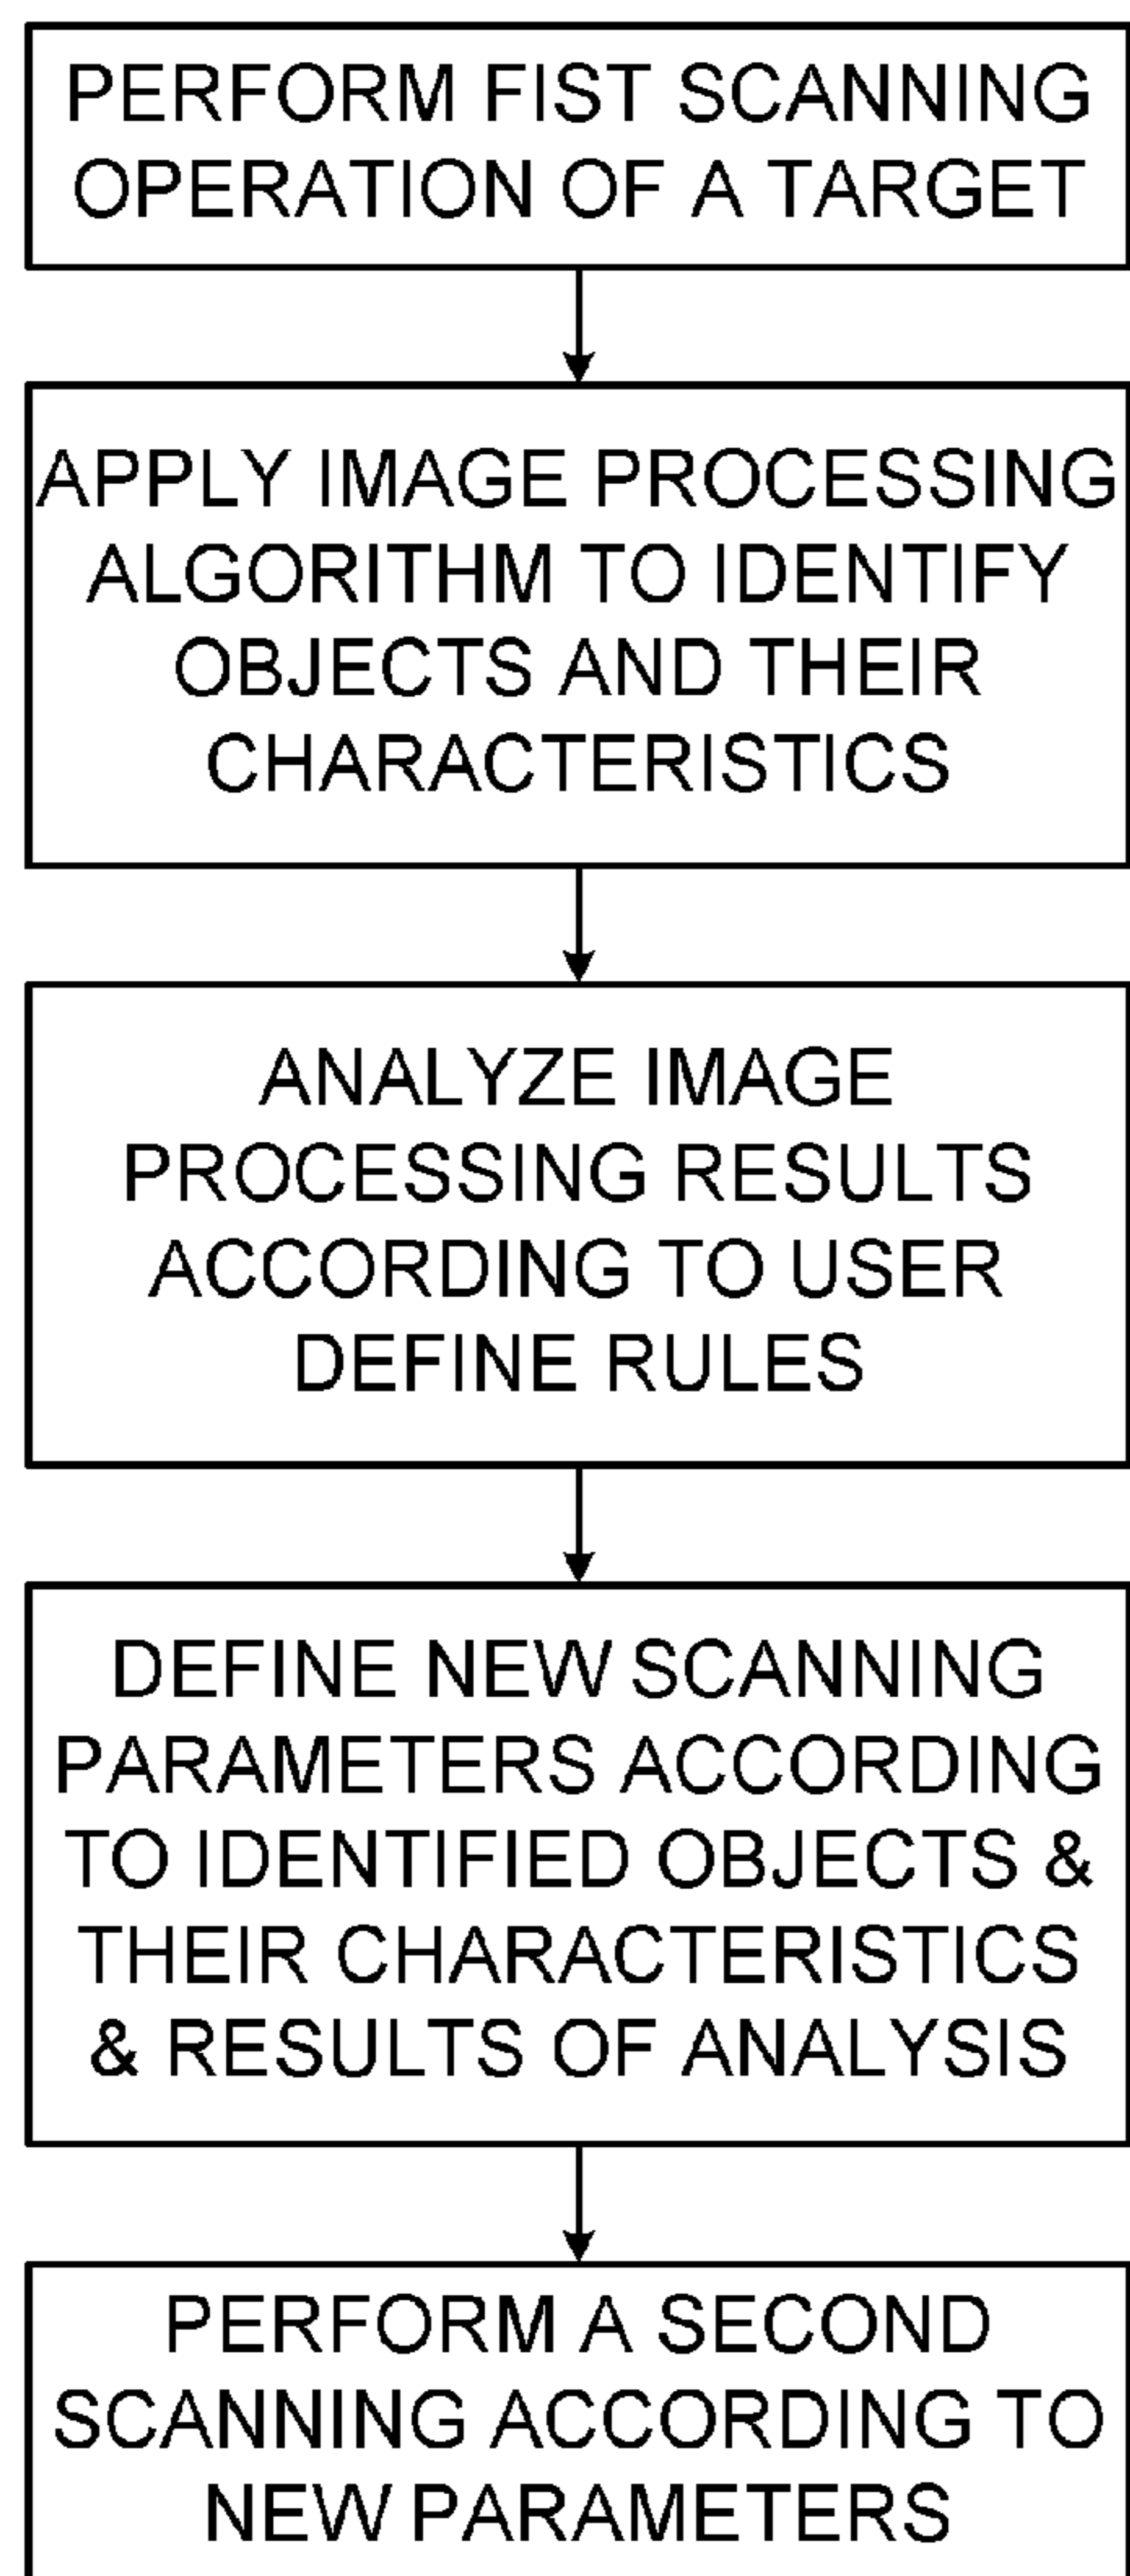 PERFORM FIST SCANNING
OPERATION OF A TARGET
APPLY IMAGE PROCESSING
ALGORITHM TO IDENTIFY
OBJECTS AND THEIR
CHARACTERISTICS
ANALYZE IMAGE
PROCESSING RESULTS
ACCORDING TO USER
DEFINE RULES
DEFINE NEW SCANNING
PARAMETERS ACCORDING
TO IDENTIFIED OBJECTS &
THEIR CHARACTERISTICS
& RESULTS OF ANALYSIS
PERFORM A SECOND
SCANNING ACCORDING TO
NEW PARAMETERS